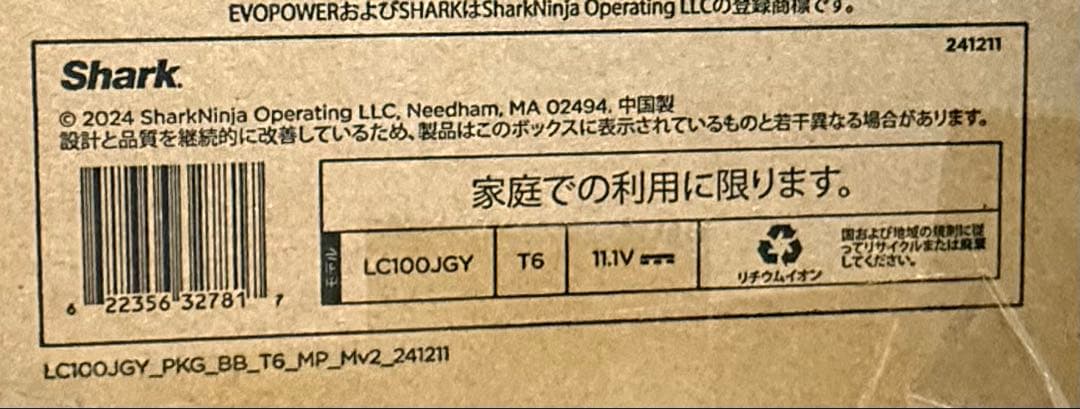 EVOPOWERおよびSHARKはSharkNinja Operating LLCの登録商標です。
241211
Shark
© 2024 SharkNinja Operating LLC, Needham, MA 02494. 中国製
設計と品質を継続的に改善しているため、製品はこのボックスに表示されているものと若干異なる場合があります。
家庭での利用に限ります。
モデル
LC100JGY
T6
11.1V
リチウムイオン
国および地域の規制に従
ってリサイクルまたは廃棄
してください。
6 22356 32781 7
LC100JGY_PKG_BB_T6_MP_Mv2_241211